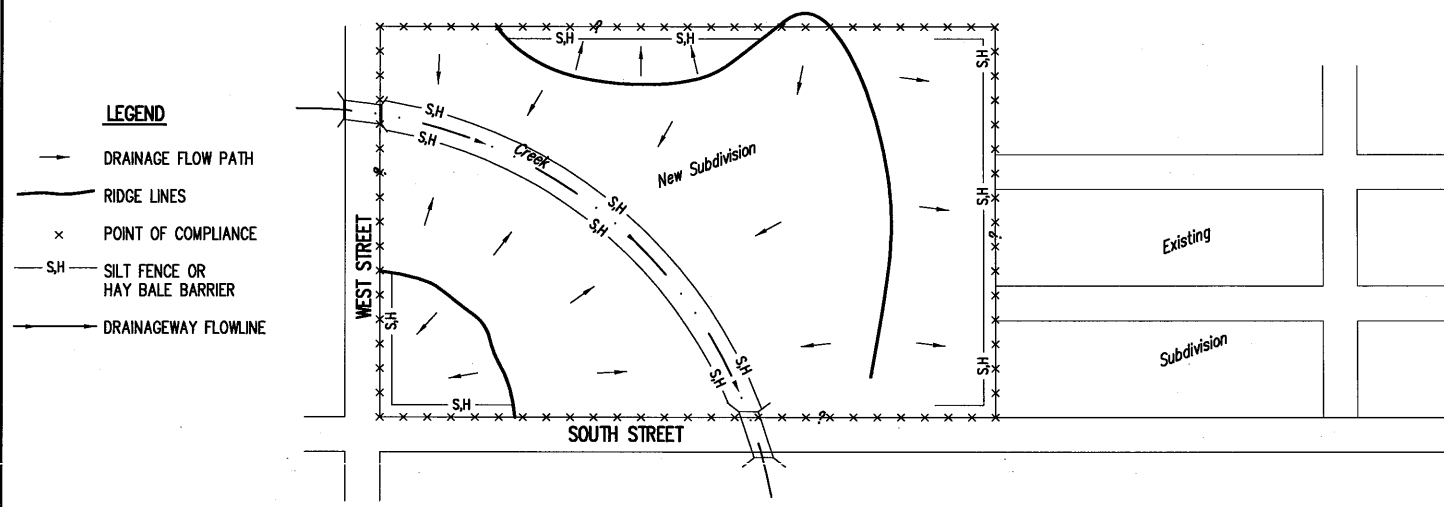 LEGEND
DRAINAGE FLOW PATH
RIDGE LINES
× POINT OF COMPLIANCE
S,H SILT FENCE OR
HAY BALE BARRIER
DRAINAGEWAY FLOWLINE
S,H
S,H
S,H
S,H
S,H
Creek
New Subdivision
S,H
S,H
S,H
WEST STREET
Existing
S,H
Subdivision
S,H
S,H
S,H
S,H
SOUTH STREET